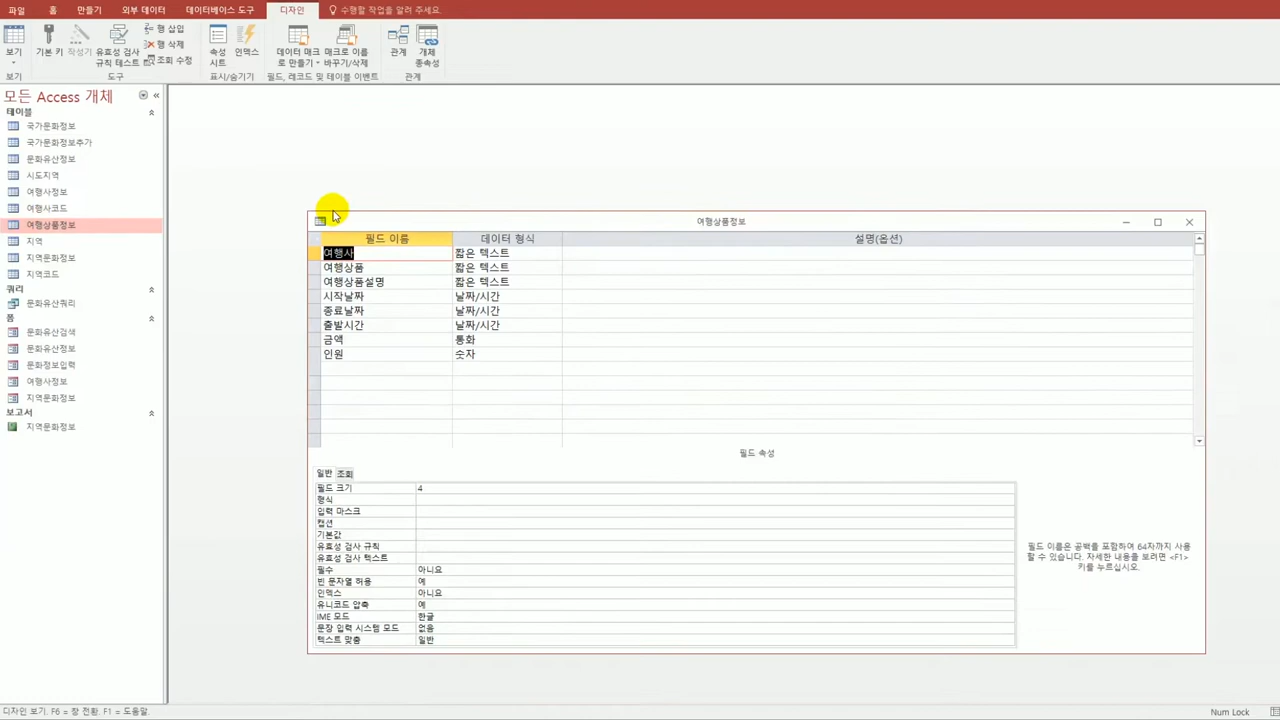 파일 홈 만들기 외부 데이터 데이터베이스 도구 디자인 수행할 작업을 알려 주세요.
보기 기본 키 작성기 유효성 검사 규칙 테스트 행 삽입 행 삭제 조회 수정 속성 시트 인덱스 데이터 매크로 만들기 매크로 이름 바꾸기/삭제 관계 개체 종속성
보기 도구 표시/숨기기 필드, 레코드 및 테이블 이벤트 관계
모든 Access 개체
테이블
국가문화정보
국가문화정보추가
문화유산정보
시도지역
여행사정보
여행사코드
여행상품정보
지역
지역문화정보
지역코드
쿼리
문화유산쿼리
폼
문화유산검색
문화유산정보
문화정보입력
여행사정보
지역문화정보
보고서
지역문화정보
여행상품정보
필드 이름 데이터 형식 설명(옵션)
여행사 짧은 텍스트
여행상품 짧은 텍스트
여행상품설명 짧은 텍스트
시작날짜 날짜/시간
종료날짜 날짜/시간
출발시간 날짜/시간
금액 통화
인원 숫자
필드 속성
일반 조회
필드 크기 4
형식
입력 마스크
캡션
기본값
유효성 검사 규칙
유효성 검사 텍스트
필수 아니요
빈 문자열 허용 예
인덱스 아니요
유니코드 압축 예
IME 모드 한글
문장 입력 시스템 모드 없음
텍스트 맞춤 일반
필드 이름은 공백을 포함하여 64자까지 사용
할 수 있습니다. 자세한 내용을 보려면 <F1>
키를 누르십시오.
디자인 보기. F6 = 창 전환. F1 = 도움말. Num Lock